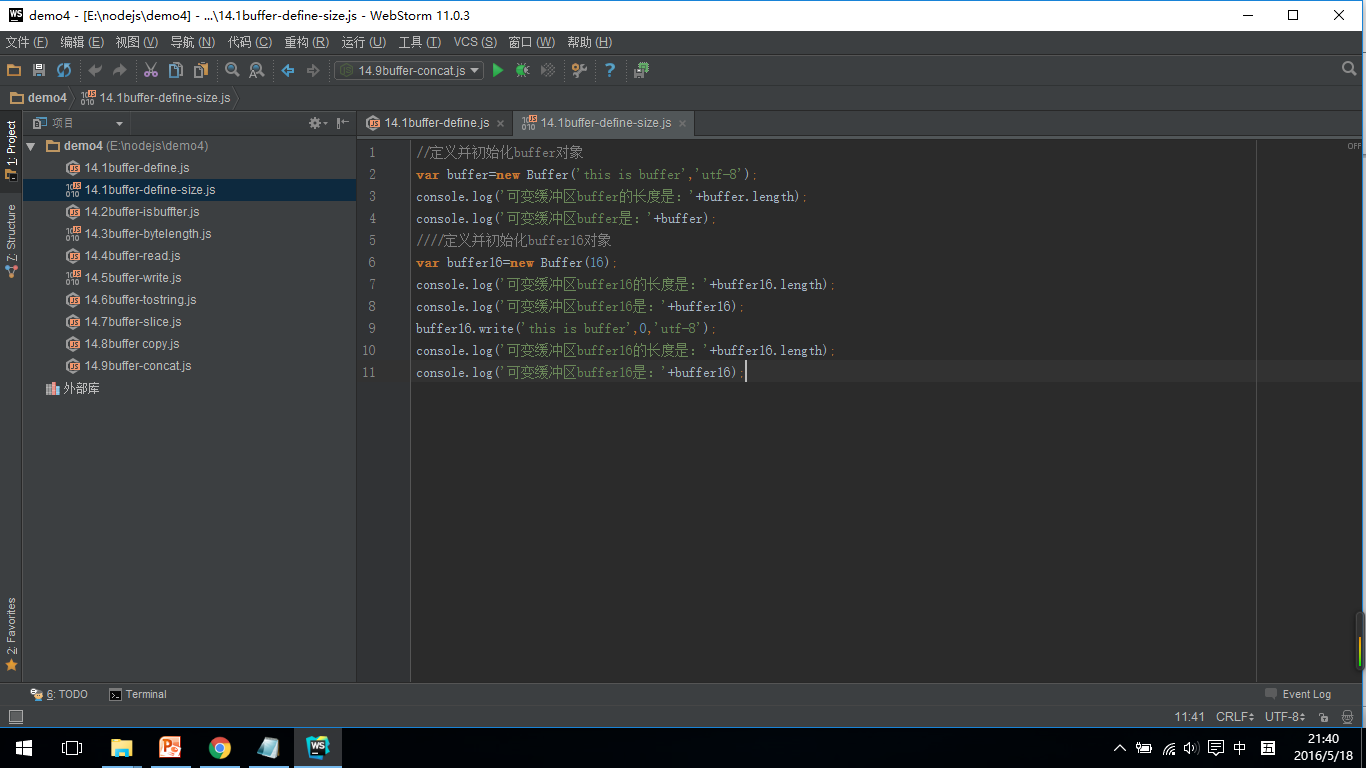 demo4 - [E:\nodejs\demo4] - ...\14.1buffer-define-size.js - WebStorm 11.0.3
文件 (F) 编辑 (E) 视图 (V) 导航 (N) 代码 (C) 重构 (R) 运行 (U) 工具 (T) VCS (S) 窗口 (W) 帮助 (H)
14.9buffer-concat.js
demo4 14.1buffer-define-size.js
1: Project
7: Structure
2: Favorites
项目
demo4 (E:\nodejs\demo4)
14.1buffer-define.js
14.1buffer-define-size.js
14.2buffer-isbuffter.js
14.3buffer-bytelength.js
14.4buffer-read.js
14.5buffer-write.js
14.6buffer-tostring.js
14.7buffer-slice.js
14.8buffer copy.js
14.9buffer-concat.js
外部库
14.1buffer-define.js 14.1buffer-define-size.js
OFF
1 //定义并初始化buffer对象
2 var buffer=new Buffer('this is buffer','utf-8');
3 console.log('可变缓冲区buffer的长度是：'+buffer.length);
4 console.log('可变缓冲区buffer是：'+buffer);
5 ////定义并初始化buffer16对象
6 var buffer16=new Buffer(16);
7 console.log('可变缓冲区buffer16的长度是：'+buffer16.length);
8 console.log('可变缓冲区buffer16是：'+buffer16);
9 buffer16.write('this is buffer',0,'utf-8');
10 console.log('可变缓冲区buffer16的长度是：'+buffer16.length);
11 console.log('可变缓冲区buffer16是：'+buffer16);
6: TODO Terminal Event Log
11:41 CRLF UTF-8
中 五 21:40
2016/5/18